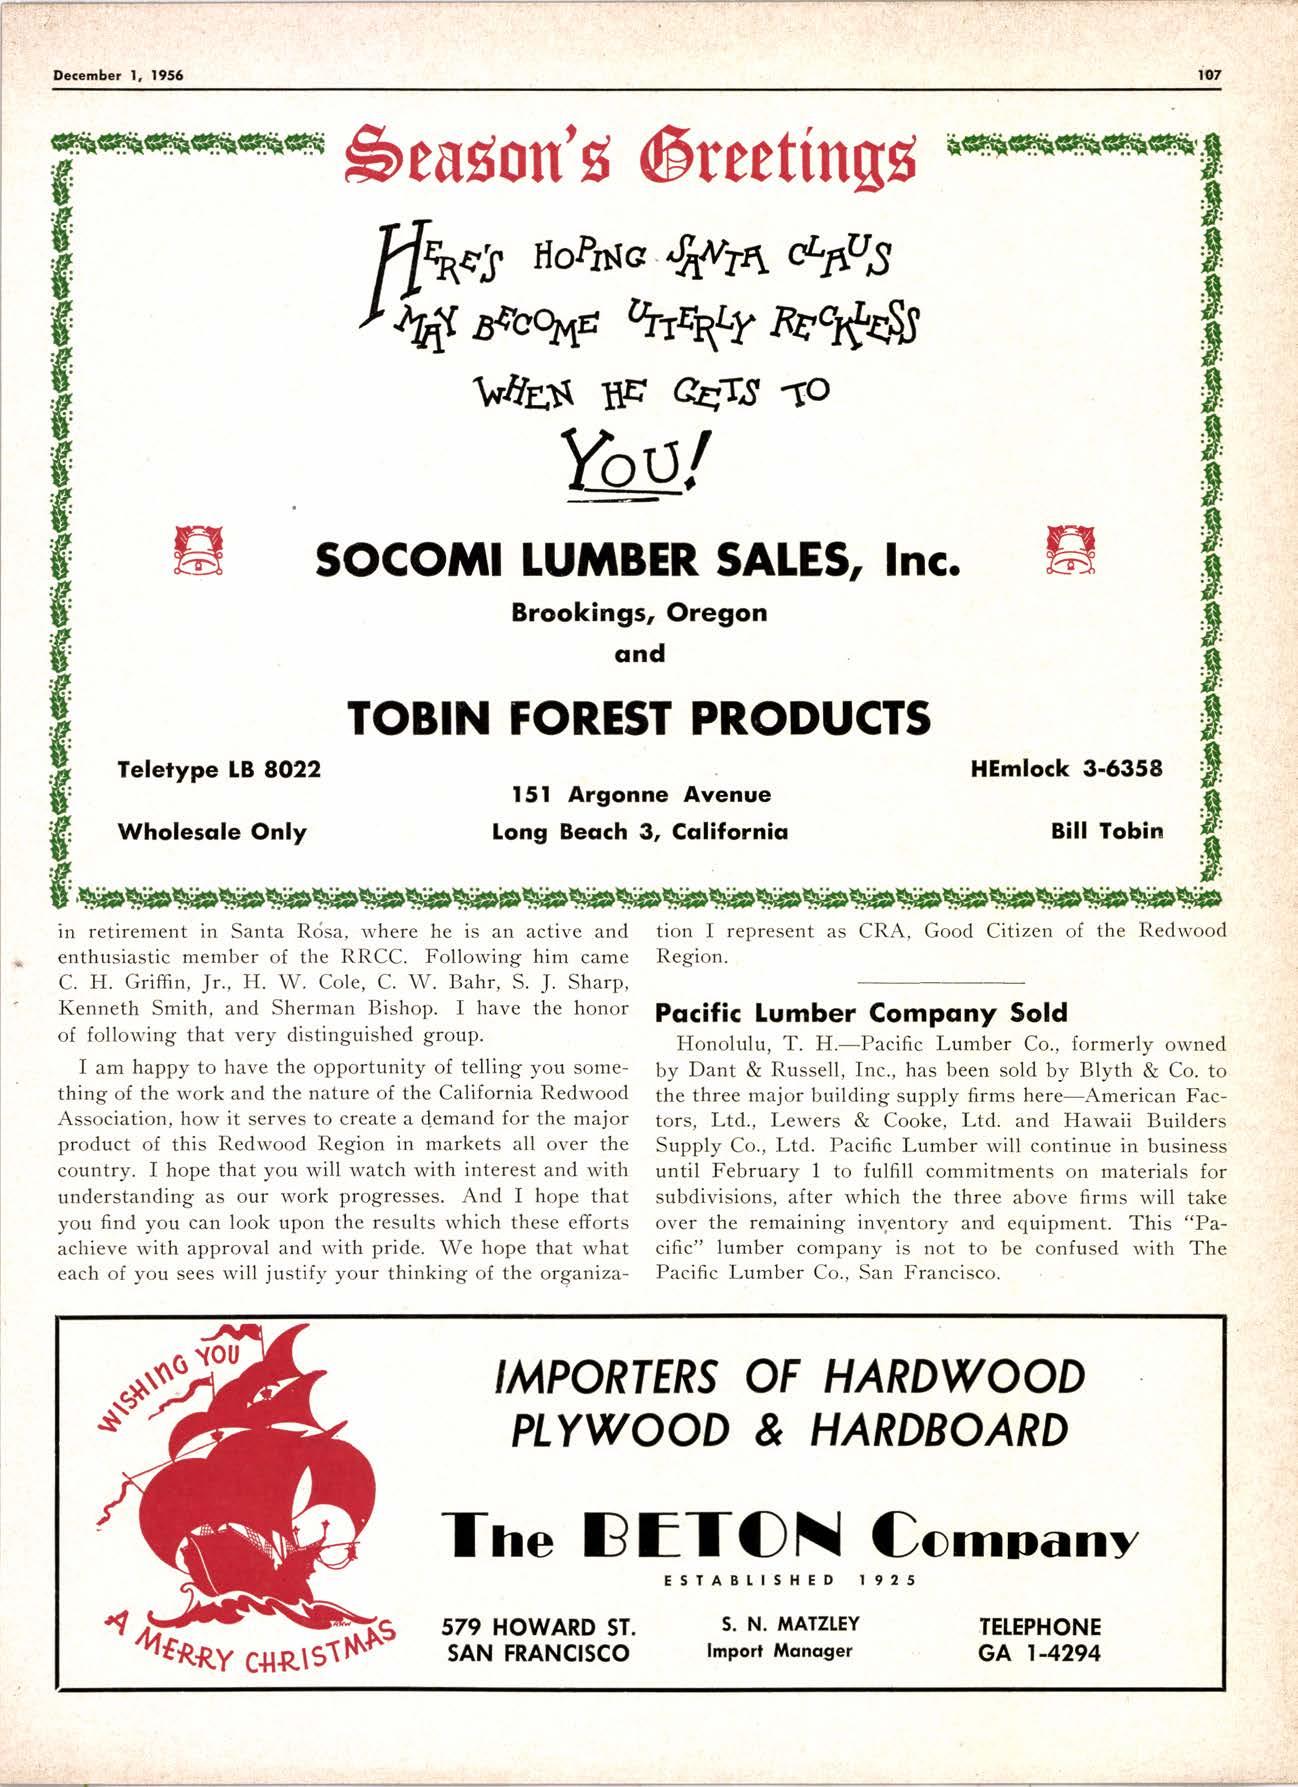 December 1, 1956
107
Season's Greetings
HERE'S HOPING SANTA CLAUS
MAY BECOME UTTERLY RECKLESS
WHEN HE GETS TO
YOU!
SOCOMI LUMBER SALES, Inc.
Brookings, Oregon
and
TOBIN FOREST PRODUCTS
Teletype LB 8022
HEmlock 3-6358
151 Argonne Avenue
Wholesale Only
Long Beach 3, California
Bill Tobin
in retirement in Santa Rosa, where he is an active and
enthusiastic member of the RRCC. Following him came
C. H. Griffin, Jr., H. W. Cole, C. W. Bahr, S. J. Sharp,
Kenneth Smith, and Sherman Bishop. I have the honor
of following that very distinguished group.
I am happy to have the opportunity of telling you some-
thing of the work and the nature of the California Redwood
Association, how it serves to create a demand for the major
product of this Redwood Region in markets all over the
country. I hope that you will watch with interest and with
understanding as our work progresses. And I hope that
you find you can look upon the results which these efforts
achieve with approval and with pride. We hope that what
each of you sees will justify your thinking of the organiza-
tion I represent as CRA, Good Citizen of the Redwood
Region.
Pacific Lumber Company Sold
Honolulu, T. H.—Pacific Lumber Co., formerly owned
by Dant & Russell, Inc., has been sold by Blyth & Co. to
the three major building supply firms here—American Fac-
tors, Ltd., Lewers & Cooke, Ltd. and Hawaii Builders
Supply Co., Ltd. Pacific Lumber will continue in business
until February 1 to fulfill commitments on materials for
subdivisions, after which the three above firms will take
over the remaining inventory and equipment. This "Pa-
cific" lumber company is not to be confused with The
Pacific Lumber Co., San Francisco.
WISHING YOU
A MERRY CHRISTMAS
IMPORTERS OF HARDWOOD
PLYWOOD & HARDBOARD
The BETON Company
ESTABLISHED 1925
579 HOWARD ST.
SAN FRANCISCO
S. N. MATZLEY
Import Manager
TELEPHONE
GA 1-4294